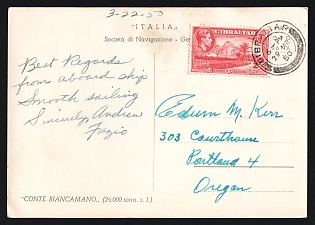 3-22-50
"ITALIA"
Società di Navigazione - Ge
GIBRALTAR
Best Regards
from aboard ship
Smooth sailing
Sincerely, Andrew
Fazio
Edwin M. Kerr
303 Courthouse
Portland 4
Oregon
"CONTE BIANCAMANO,, (29,000 tonn. s. l.)